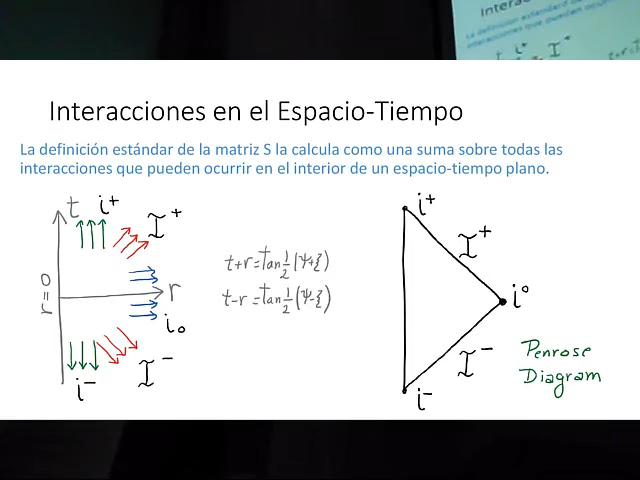 Interacciones en el Espacio-Tiempo
La definición estándar de la matriz S la calcula como una suma sobre todas las
interacciones que pueden ocurrir en el interior de un espacio-tiempo plano.
t
i+
I+
r=0
r
i0
I-
i-
t+r=tan 1/2 (ψ+ξ)
t-r=tan 1/2 (ψ-ξ)
i+
I+
i0
I-
i-
Penrose
Diagram